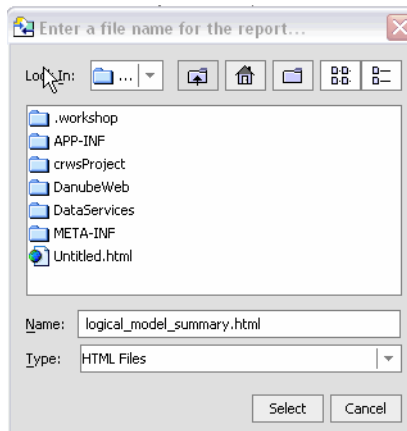 Enter a file name for the report...
Look In: ...
.workshop
APP-INF
crwsProject
DanubeWeb
DataServices
META-INF
Untitled.html
Name: logical_model_summary.html
Type: HTML Files
Select Cancel